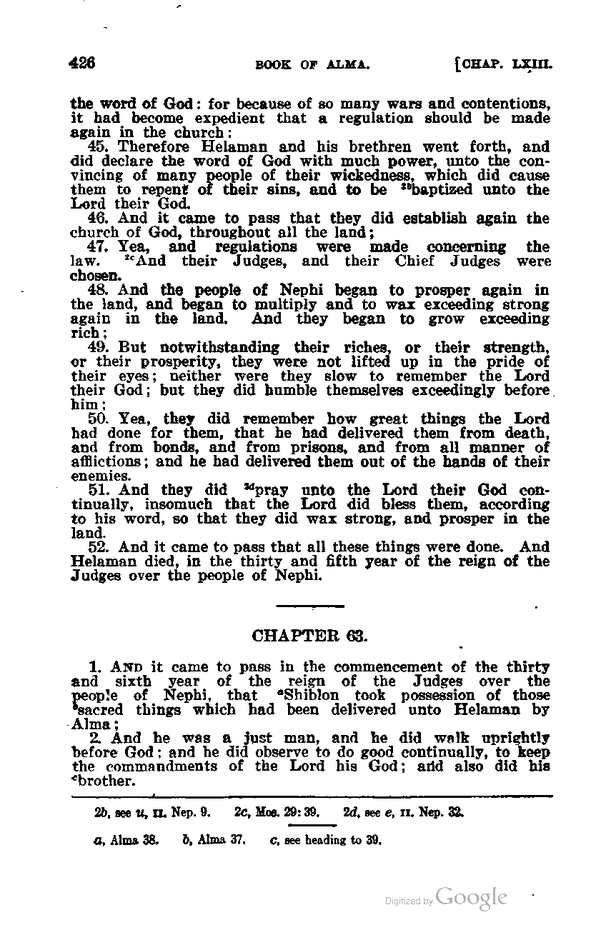 426 BOOK OF ALMA. [CHAP. LXIII.
the word of God: for because of so many wars and contentions,
it had become expedient that a regulation should be made
again in the church:
45. Therefore Helaman and his brethren went forth, and
did declare the word of God with much power, unto the con-
vincing of many people of their wickedness, which did cause
them to repent of their sins, and to be ²ᵇbaptized unto the
Lord their God.
46. And it came to pass that they did establish again the
church of God, throughout all the land;
47. Yea, and regulations were made concerning the
law. ²ᶜAnd their Judges, and their Chief Judges were
chosen.
48. And the people of Nephi began to prosper again in
the land, and began to multiply and to wax exceeding strong
again in the land. And they began to grow exceeding
rich;
49. But notwithstanding their riches, or their strength,
or their prosperity, they were not lifted up in the pride of
their eyes; neither were they slow to remember the Lord
their God; but they did humble themselves exceedingly before
him;
50. Yea, they did remember how great things the Lord
had done for them, that he had delivered them from death,
and from bonds, and from prisons, and from all manner of
afflictions; and he had delivered them out of the hands of their
enemies.
51. And they did ²ᵈpray unto the Lord their God con-
tinually, insomuch that the Lord did bless them, according
to his word, so that they did wax strong, and prosper in the
land.
52. And it came to pass that all these things were done. And
Helaman died, in the thirty and fifth year of the reign of the
Judges over the people of Nephi.
CHAPTER 63.
1. AND it came to pass in the commencement of the thirty
and sixth year of the reign of the Judges over the
people of Nephi, that ᵃShiblon took possession of those
ᵇsacred things which had been delivered unto Helaman by
Alma;
2. And he was a just man, and he did walk uprightly
before God; and he did observe to do good continually, to keep
the commandments of the Lord his God; and also did his
ᶜbrother.
2b, see u, II. Nep. 9. 2c, Mos. 29:39. 2d, see e, II. Nep. 32.
a, Alma 38. b, Alma 37. c, see heading to 39.
Digitized by Google